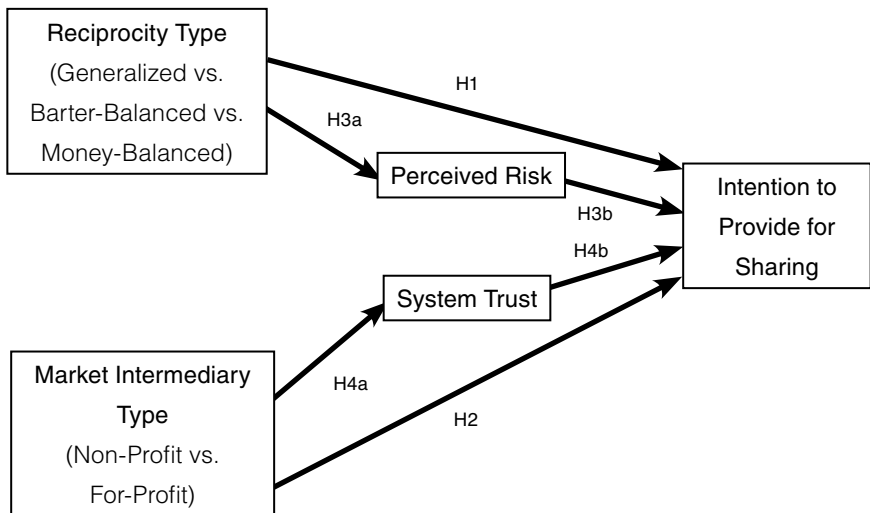 Reciprocity Type
(Generalized vs.
Barter-Balanced vs.
Money-Balanced)
H1
H3a
Perceived Risk
H3b
Intention to
Provide for
Sharing
H4b
System Trust
H4a
H2
Market Intermediary
Type
(Non-Profit vs.
For-Profit)